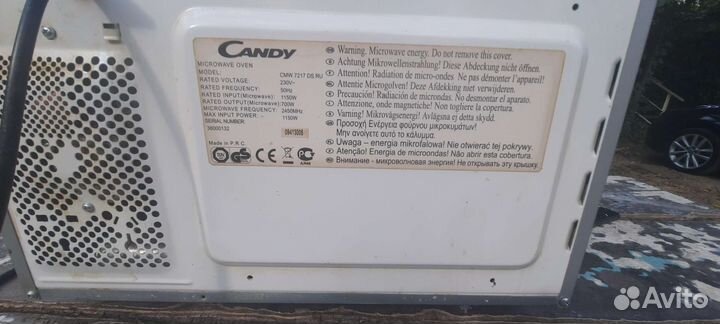 CANDY
MICROWAVE OVEN
MODEL: CMW 7217 DS RU
RATED VOLTAGE: 230V~
RATED FREQUENCY: 50Hz
RATED INPUT(Microwave): 1150W
RATED OUTPUT(Microwave): 700W
MICROWAVE FREQUENCY: 2450MHz
MAX INPUT POWER: 1150W
SERIAL NUMBER:
38000132
Made in P.R.C.
Warning. Microwave energy. Do not remove this cover.
Achtung Mikrowellenstrahlung! Diese Abdeckung nicht öffnen.
Attention! Radiation de micro-ondes. Ne pas démonter l'appareil!
Attentie Microgolven! Deze Afdekking niet verwijderen.
Precaución! Radiación de microondas. No desmontar el aparato.
Attenzione, onde magnetiche! Non togliere la copertura.
Varning! Mikrovågsenergi! Avlägsna ej detta skydd.
Προσοχή Ενέργεια φούρνου μικροκυμάτων!
Μην ανοίγετε αυτό το κάλυμμα.
Uwaga – energia mikrofalowa! Nie otwierać tej pokrywy.
Atenção! Energia de microondas! Não abrir esta cobertura.
Внимание - микроволновая энергия! Не открывать эту крышку.
Avito